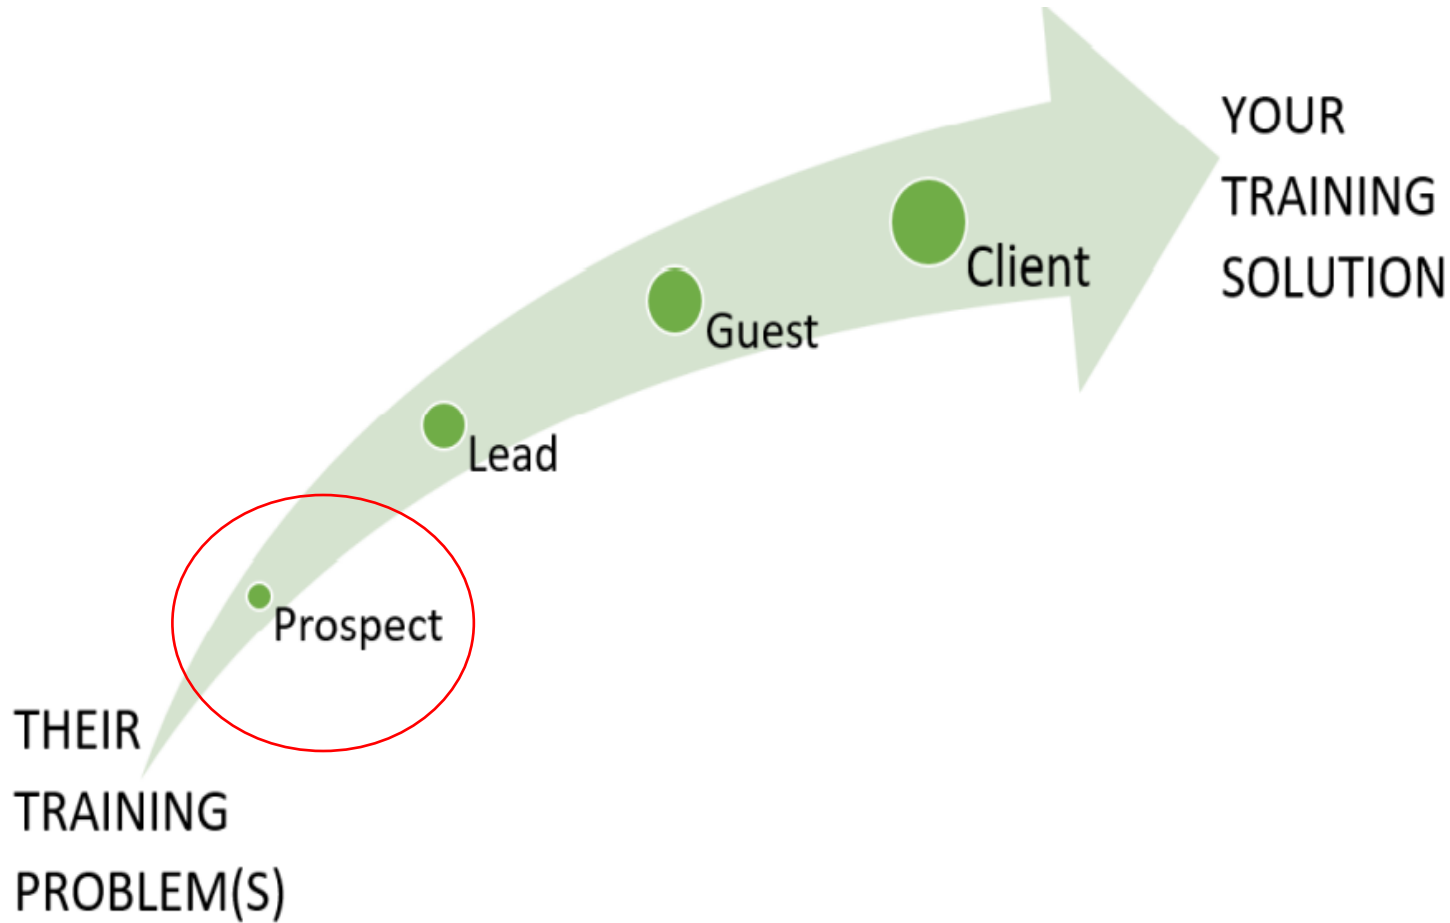 YOUR
TRAINING
SOLUTION
Client
Guest
Lead
Prospect
THEIR
TRAINING
PROBLEM(S)